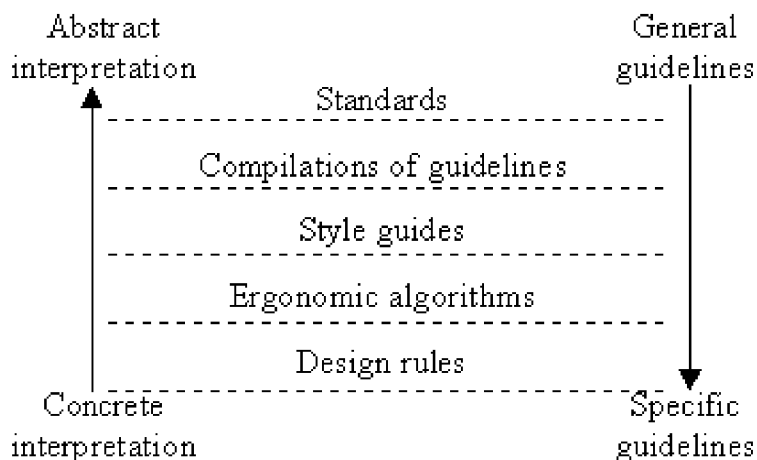 Abstract
interpretation
General
guidelines
Standards
Compilations of guidelines
Style guides
Ergonomic algorithms
Design rules
Concrete
interpretation
Specific
guidelines